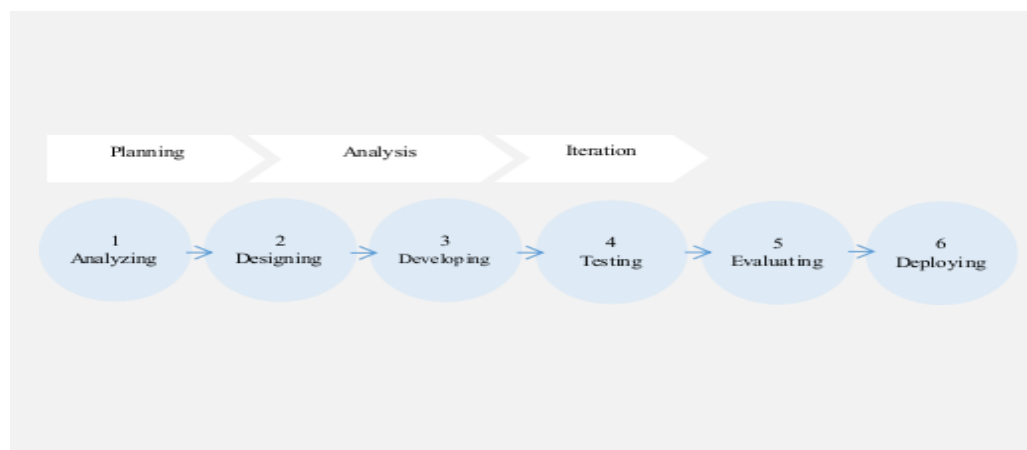 Planning
Analysis
Iteration
1
Analyzing
2
Designing
3
Developing
4
Testing
5
Evaluating
6
Deploying